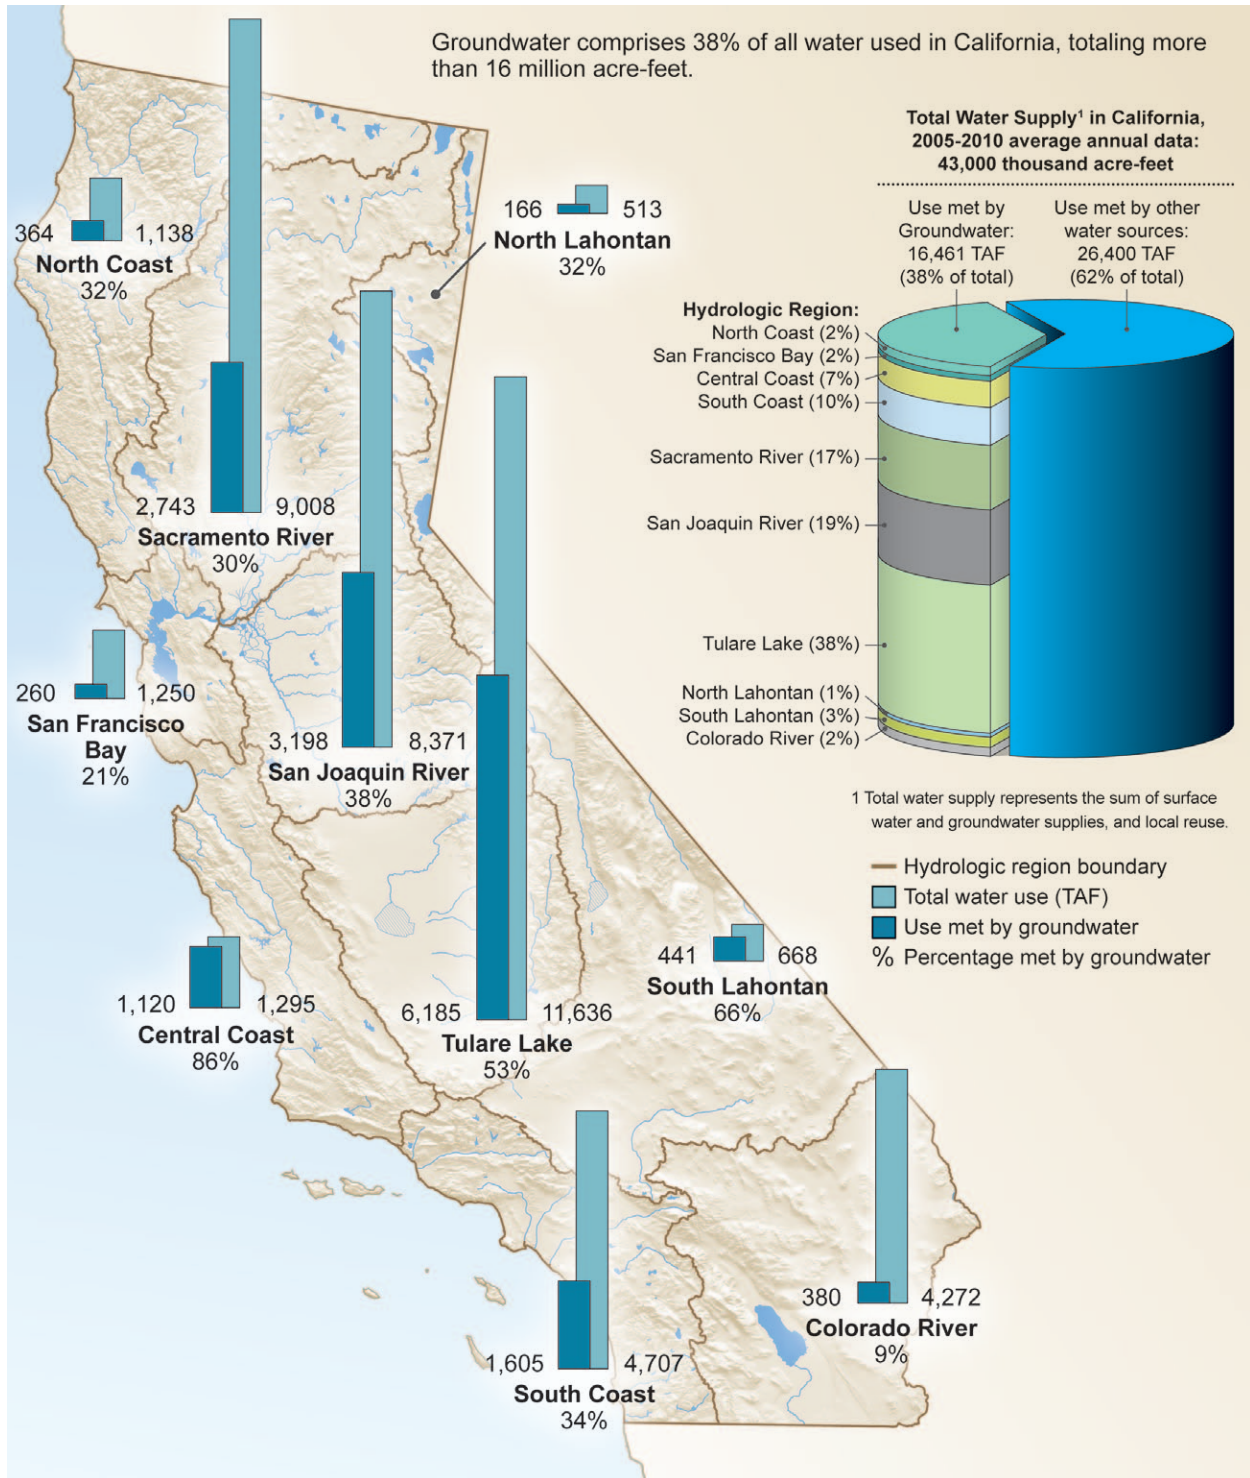 Groundwater comprises 38% of all water used in California, totaling more
than 16 million acre-feet.
Total Water Supply¹ in California,
2005-2010 average annual data:
43,000 thousand acre-feet
Use met by
Groundwater:
16,461 TAF
(38% of total)
Use met by other
water sources:
26,400 TAF
(62% of total)
Hydrologic Region:
North Coast (2%)
San Francisco Bay (2%)
Central Coast (7%)
South Coast (10%)
Sacramento River (17%)
San Joaquin River (19%)
Tulare Lake (38%)
North Lahontan (1%)
South Lahontan (3%)
Colorado River (2%)
1 Total water supply represents the sum of surface
water and groundwater supplies, and local reuse.
Hydrologic region boundary
Total water use (TAF)
Use met by groundwater
% Percentage met by groundwater
364 1,138
North Coast
32%
166 513
North Lahontan
32%
2,743 9,008
Sacramento River
30%
260 1,250
San Francisco
Bay
21%
3,198 8,371
San Joaquin River
38%
1,120 1,295
Central Coast
86%
6,185 11,636
Tulare Lake
53%
441 668
South Lahontan
66%
1,605 4,707
South Coast
34%
380 4,272
Colorado River
9%